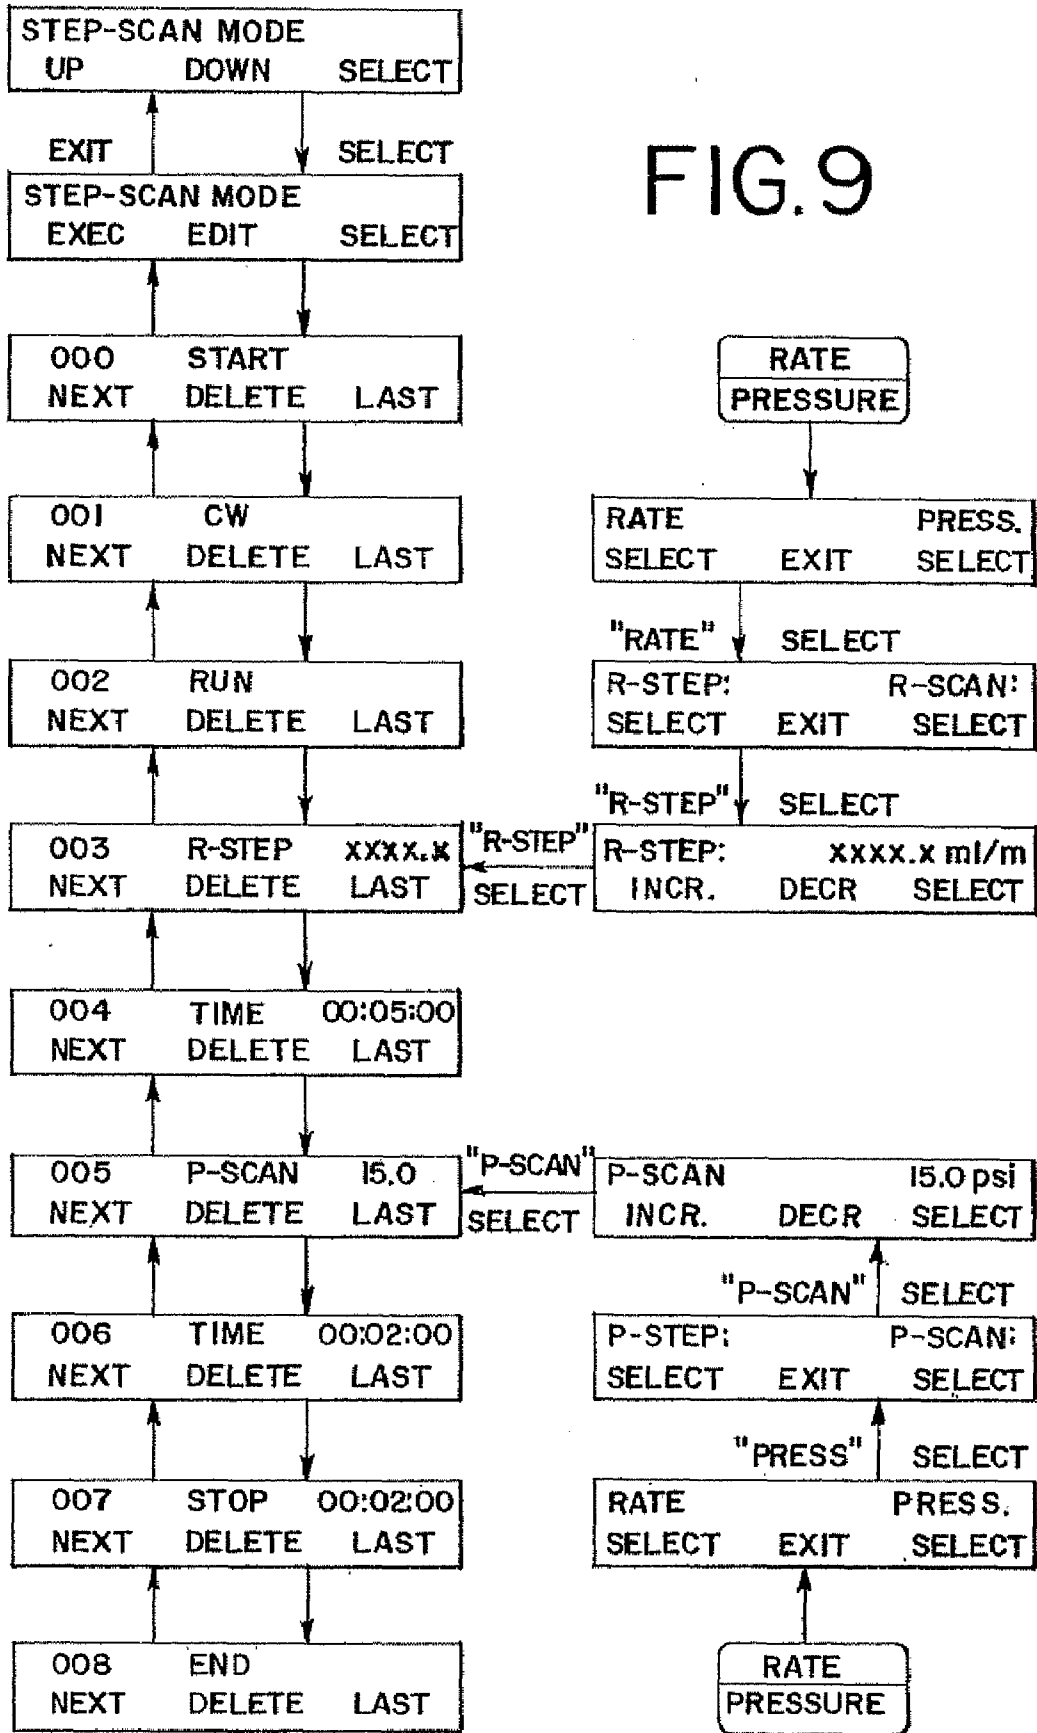 STEP-SCAN MODE
UP DOWN SELECT
EXIT SELECT
STEP-SCAN MODE
EXEC EDIT SELECT
FIG.9
000 START
NEXT DELETE LAST
001 CW
NEXT DELETE LAST
002 RUN
NEXT DELETE LAST
003 R-STEP XXXX.X
NEXT DELETE LAST
004 TIME 00:05:00
NEXT DELETE LAST
005 P-SCAN 15.0
NEXT DELETE LAST
006 TIME 00:02:00
NEXT DELETE LAST
007 STOP 00:02:00
NEXT DELETE LAST
008 END
NEXT DELETE LAST
RATE
PRESSURE
RATE PRESS.
SELECT EXIT SELECT
"RATE" SELECT
R-STEP: R-SCAN:
SELECT EXIT SELECT
"R-STEP" SELECT
R-STEP: XXXX.X ml/m
INCR. DECR SELECT
"R-STEP"
SELECT
"P-SCAN"
SELECT
P-SCAN 15.0 psi
INCR. DECR SELECT
"P-SCAN" SELECT
P-STEP: P-SCAN:
SELECT EXIT SELECT
"PRESS" SELECT
RATE PRESS.
SELECT EXIT SELECT
RATE
PRESSURE